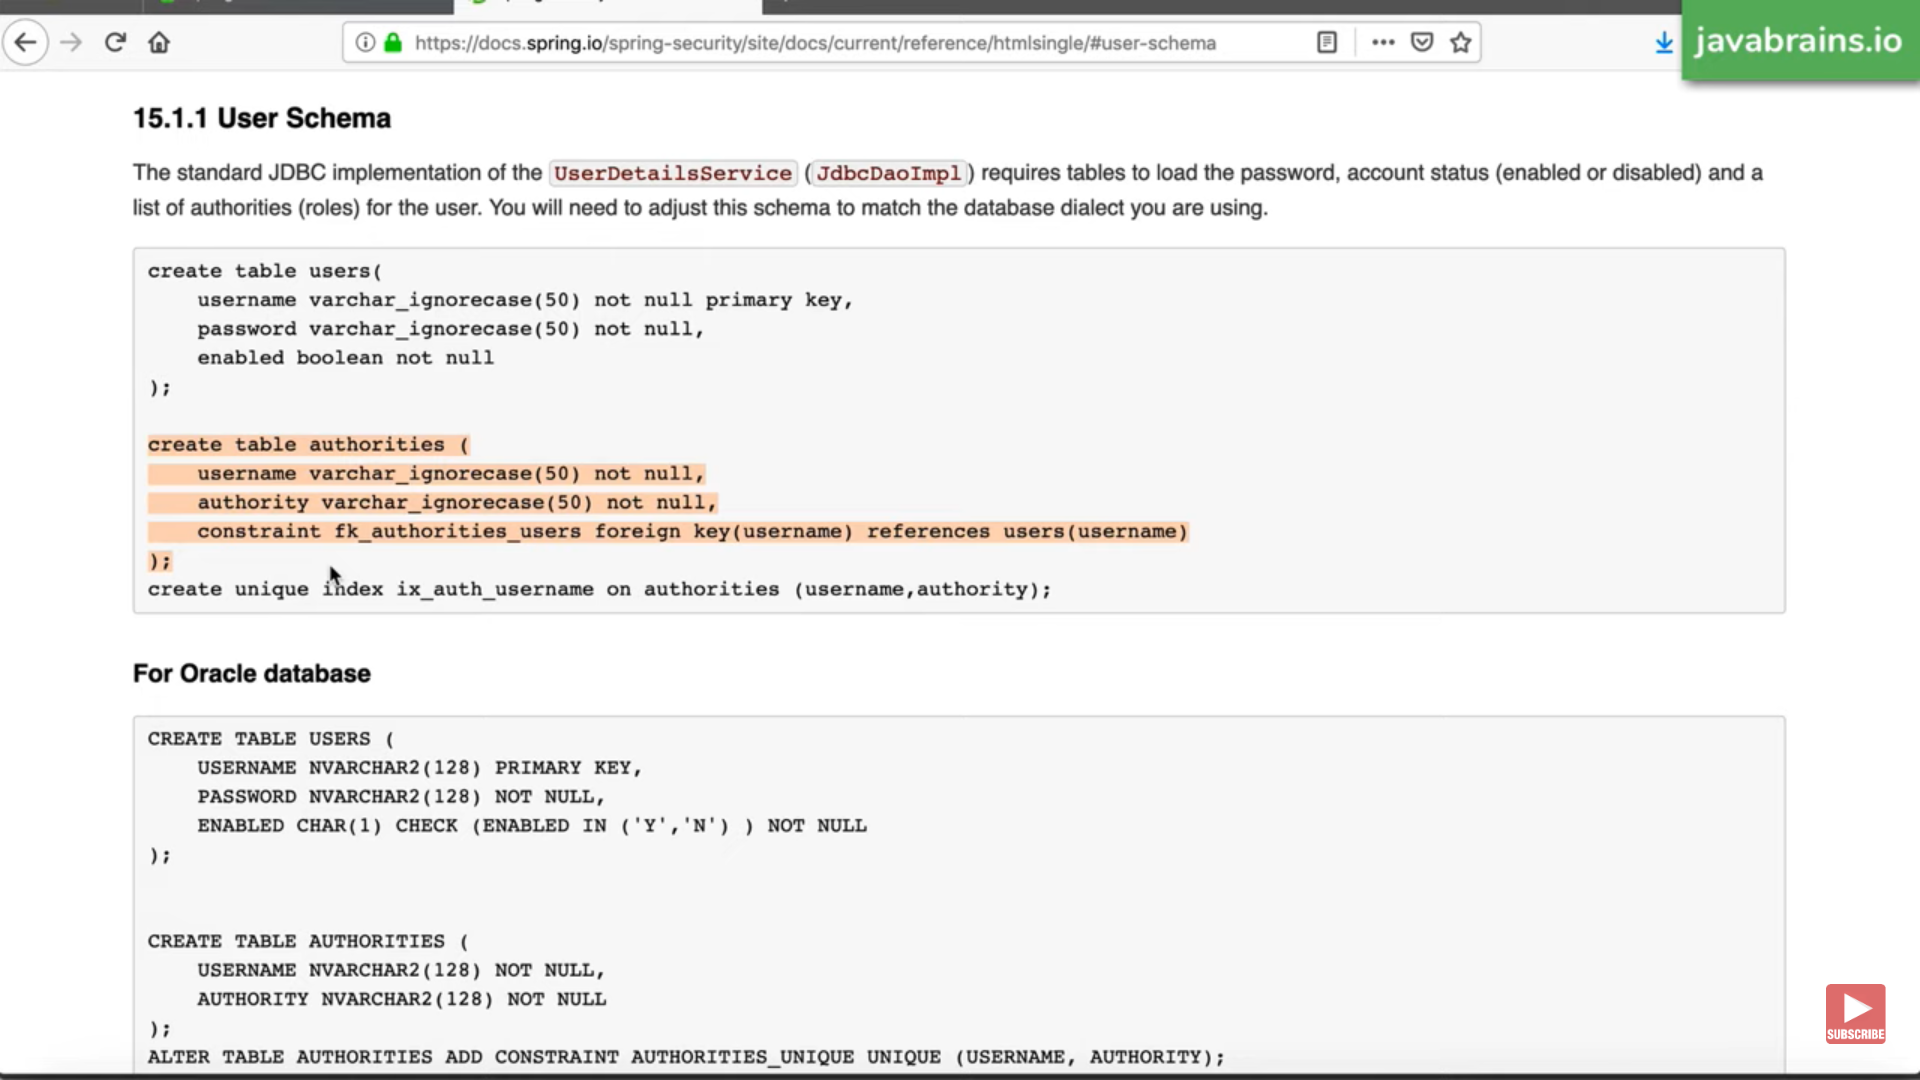 https://docs.spring.io/spring-security/site/docs/current/reference/htmlsingle/#user-schema
javabrains.io
15.1.1 User Schema
The standard JDBC implementation of the UserDetailsService (JdbcDaoImpl) requires tables to load the password, account status (enabled or disabled) and a
list of authorities (roles) for the user. You will need to adjust this schema to match the database dialect you are using.
create table users(
username varchar_ignorecase(50) not null primary key,
password varchar_ignorecase(50) not null,
enabled boolean not null
);
create table authorities (
username varchar_ignorecase(50) not null,
authority varchar_ignorecase(50) not null,
constraint fk_authorities_users foreign key(username) references users(username)
);
create unique index ix_auth_username on authorities (username,authority);
For Oracle database
CREATE TABLE USERS (
USERNAME NVARCHAR2(128) PRIMARY KEY,
PASSWORD NVARCHAR2(128) NOT NULL,
ENABLED CHAR(1) CHECK (ENABLED IN ('Y','N') ) NOT NULL
);
CREATE TABLE AUTHORITIES (
USERNAME NVARCHAR2(128) NOT NULL,
AUTHORITY NVARCHAR2(128) NOT NULL
);
ALTER TABLE AUTHORITIES ADD CONSTRAINT AUTHORITIES_UNIQUE UNIQUE (USERNAME, AUTHORITY);
SUBSCRIBE